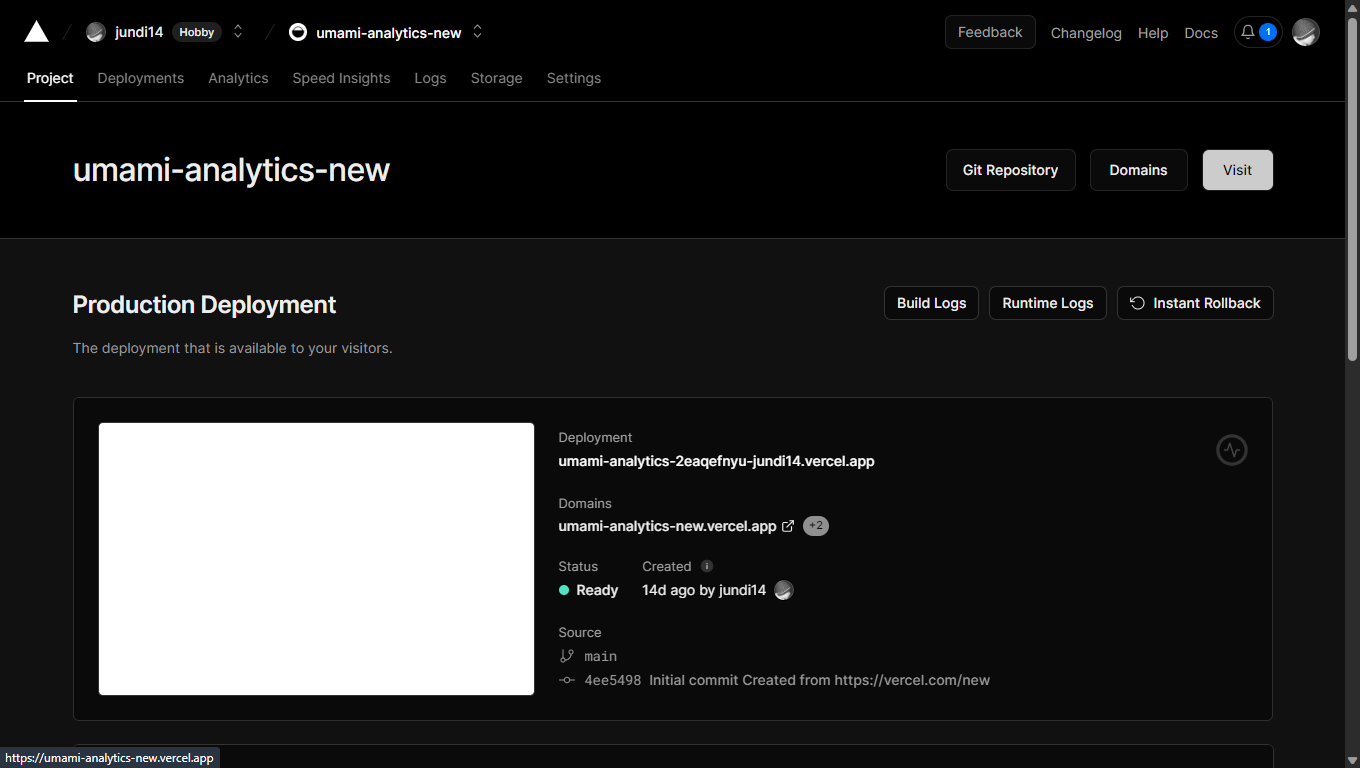 jundi14 Hobby umami-analytics-new Feedback Changelog Help Docs 1
Project Deployments Analytics Speed Insights Logs Storage Settings
umami-analytics-new Git Repository Domains Visit
Production Deployment Build Logs Runtime Logs Instant Rollback
The deployment that is available to your visitors.
Deployment
umami-analytics-2eaqefnyu-jundi14.vercel.app
Domains
umami-analytics-new.vercel.app +2
Status Created
Ready 14d ago by jundi14
Source
main
4ee5498 Initial commit Created from https://vercel.com/new
https://umami-analytics-new.vercel.app